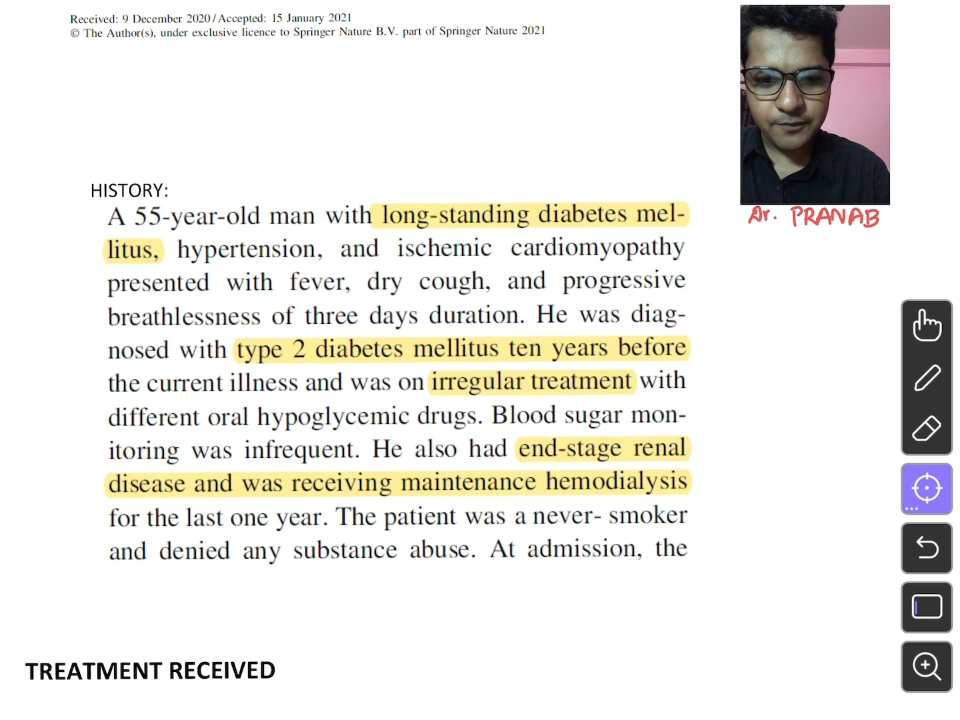 Received: 9 December 2020 / Accepted: 15 January 2021
© The Author(s), under exclusive licence to Springer Nature B.V. part of Springer Nature 2021
HISTORY:
A 55-year-old man with long-standing diabetes mel-
litus, hypertension, and ischemic cardiomyopathy
presented with fever, dry cough, and progressive
breathlessness of three days duration. He was diag-
nosed with type 2 diabetes mellitus ten years before
the current illness and was on irregular treatment with
different oral hypoglycemic drugs. Blood sugar mon-
itoring was infrequent. He also had end-stage renal
disease and was receiving maintenance hemodialysis
for the last one year. The patient was a never- smoker
and denied any substance abuse. At admission, the
TREATMENT RECEIVED
Dr. PRANAB